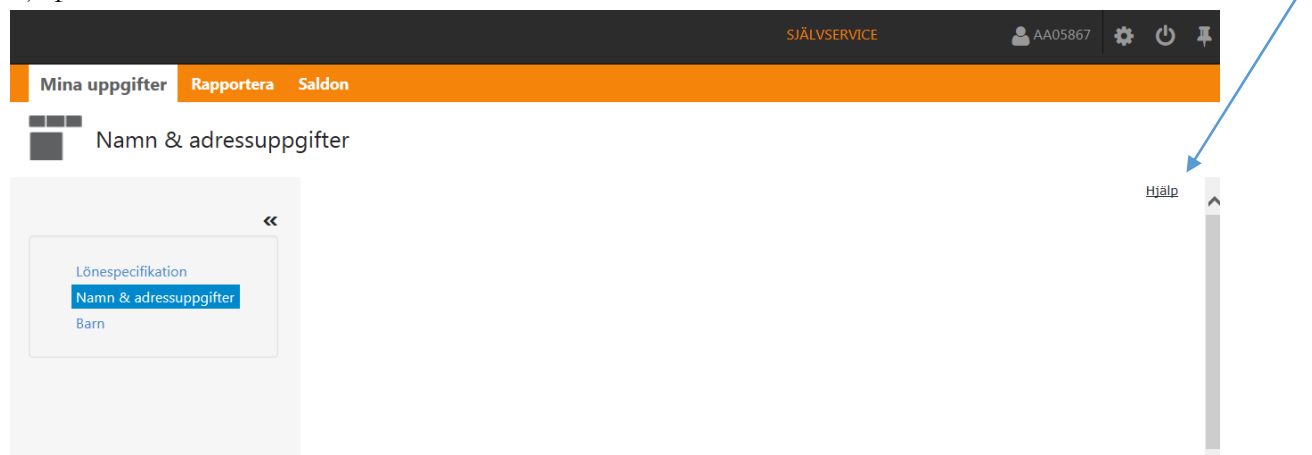 SJÄLVSERVICE AA05867
Mina uppgifter Rapportera Saldon
Namn & adressuppgifter
Hjälp
Lönespecifikation
Namn & adressuppgifter
Barn